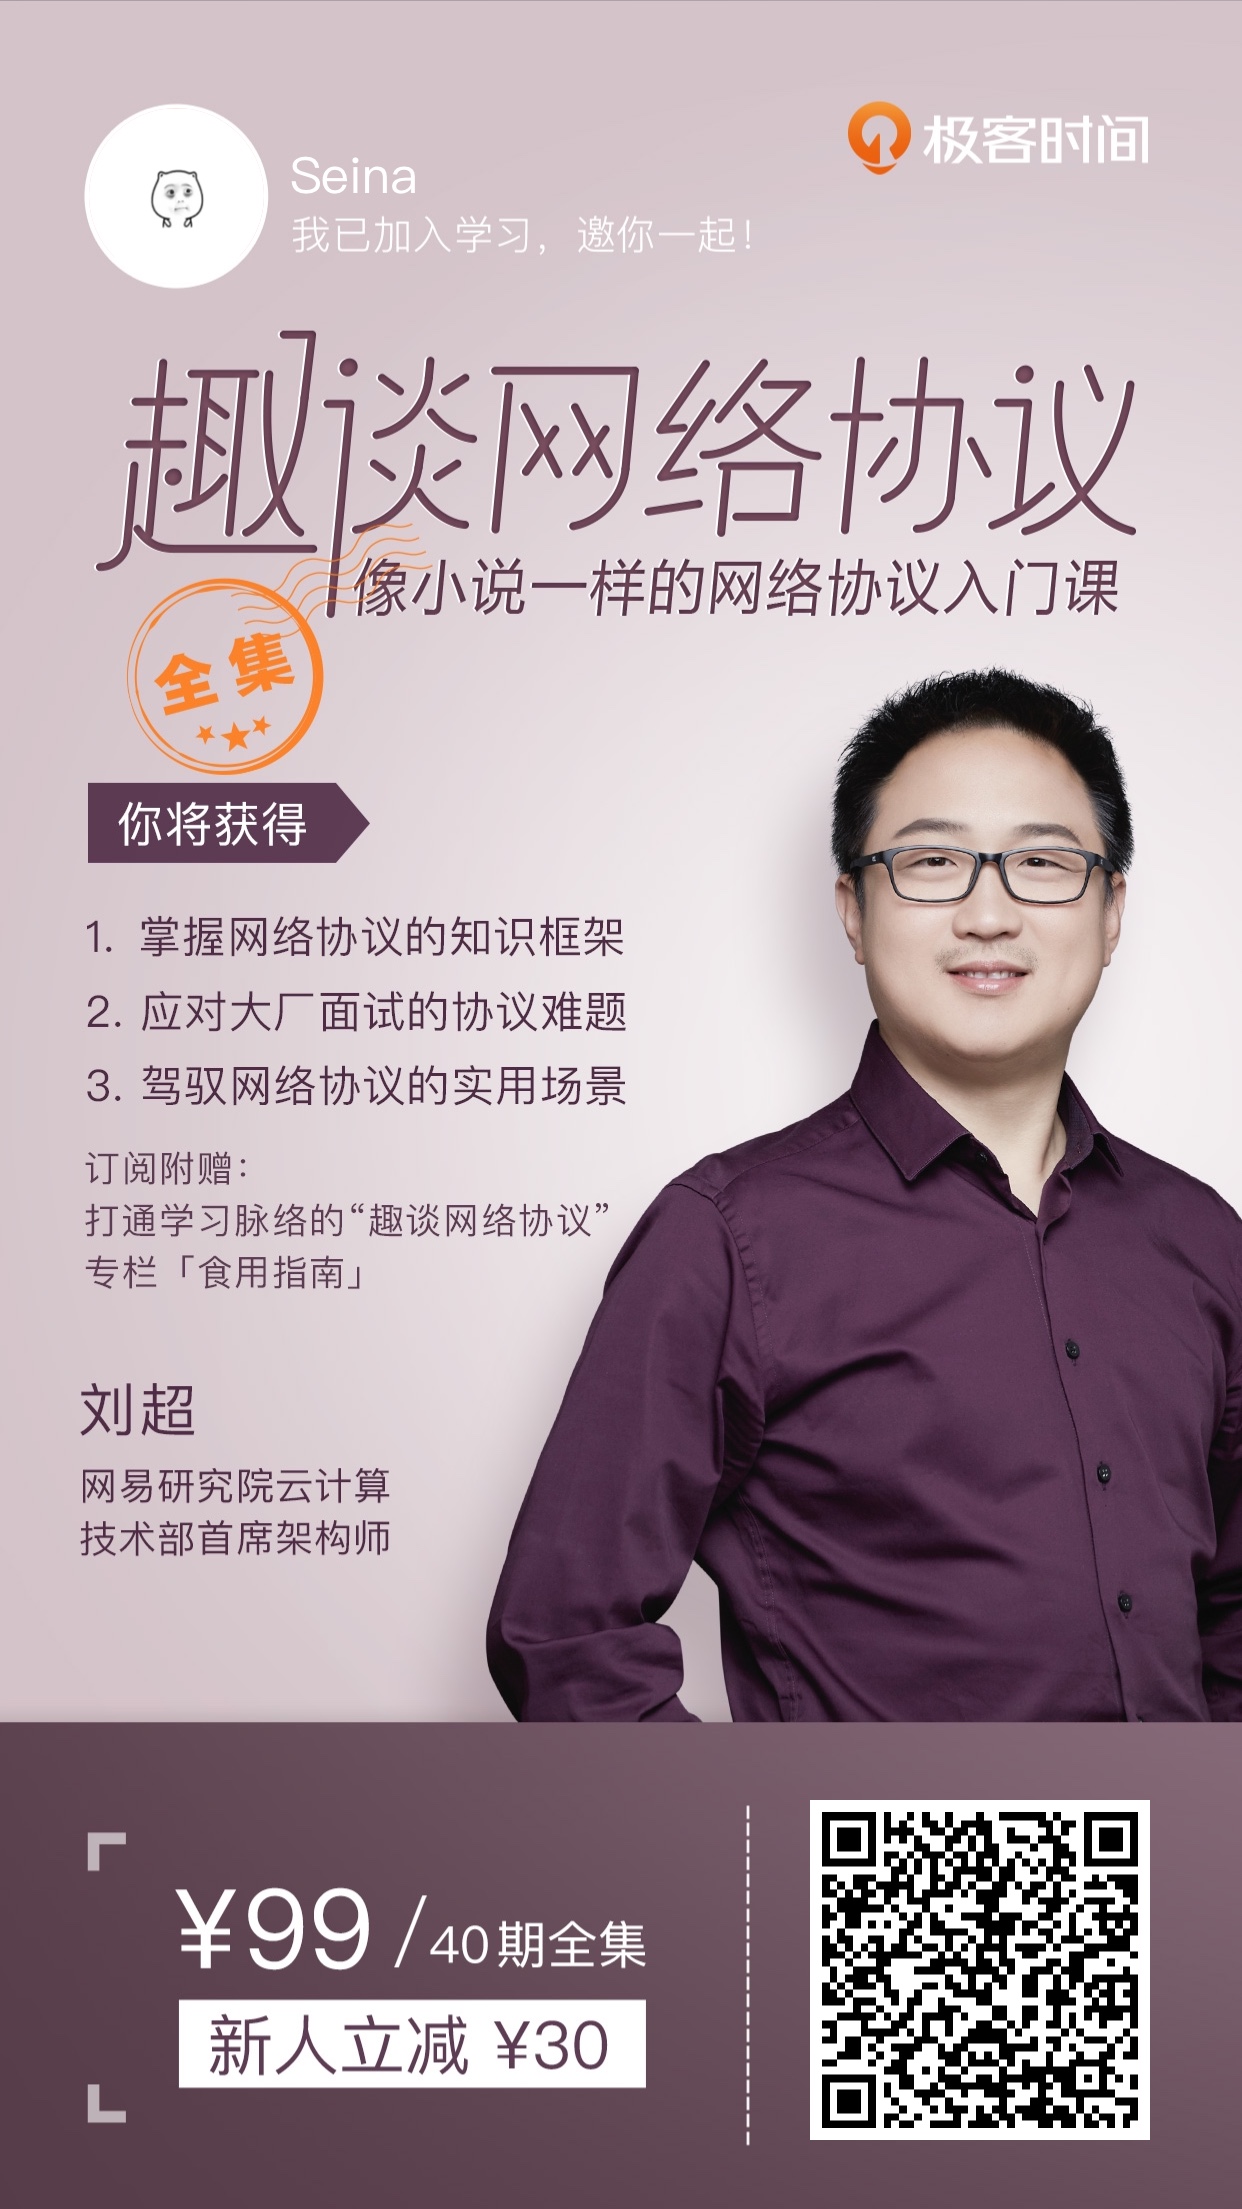 极客时间
Seina
我已加入学习，邀你一起！
趣谈网络协议
像小说一样的网络协议入门课
全集
你将获得
1. 掌握网络协议的知识框架
2. 应对大厂面试的协议难题
3. 驾驭网络协议的实用场景
订阅附赠：
打通学习脉络的“趣谈网络协议”
专栏「食用指南」
刘超
网易研究院云计算
技术部首席架构师
¥99/40期全集
新人立减 ¥30